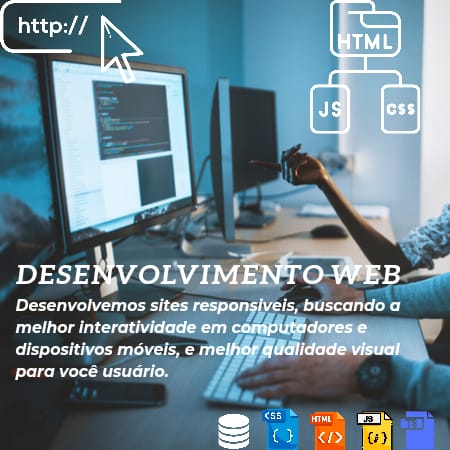 http://
HTML
JS
CSS
DESENVOLVIMENTO WEB
Desenvolvemos sites responsiveis, buscando a
melhor interatividade em computadores e
dispositivos móveis, e melhor qualidade visual
para você usuário.
CSS
HTML
JS
TS